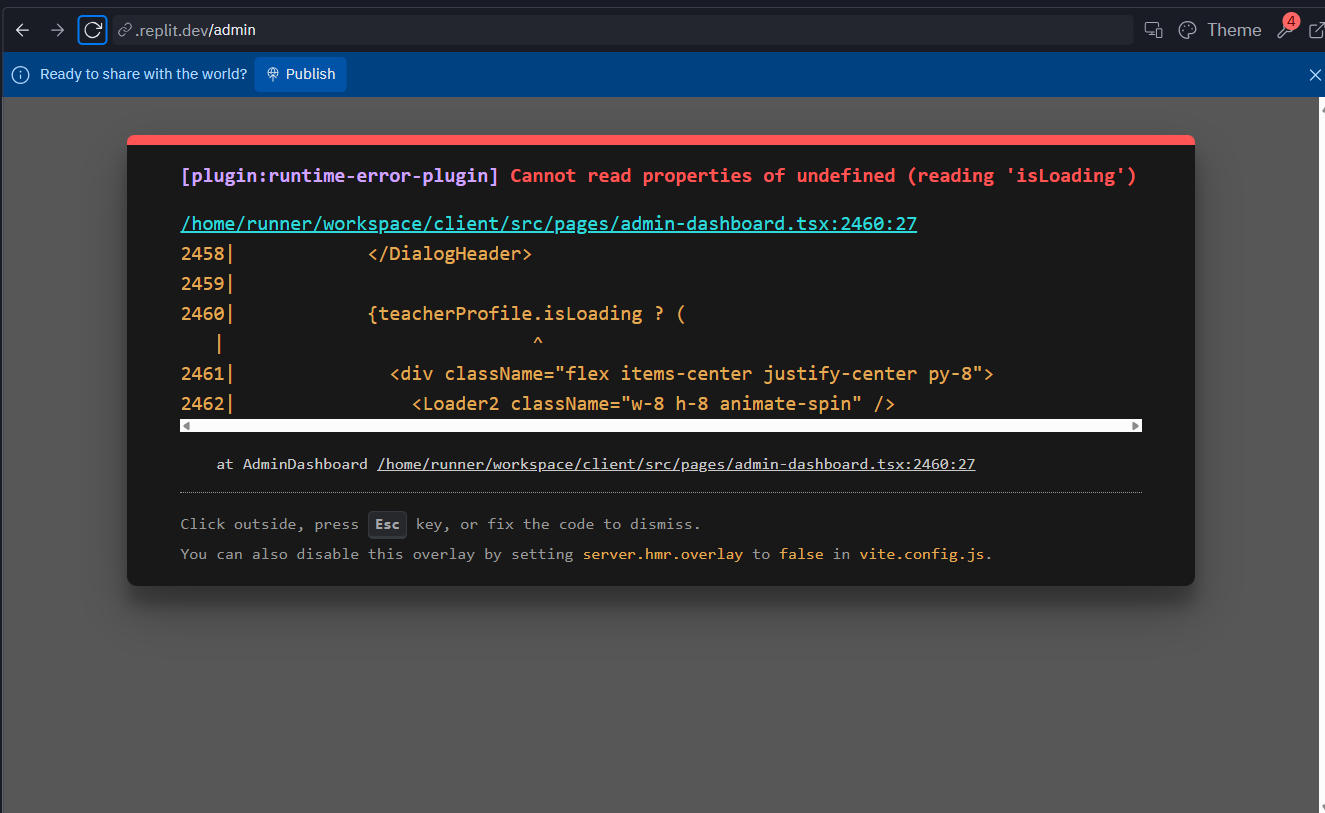 .replit.dev/admin
Theme
4
Ready to share with the world?
Publish
[plugin:runtime-error-plugin] Cannot read properties of undefined (reading 'isLoading')
/home/runner/workspace/client/src/pages/admin-dashboard.tsx:2460:27
2458|            </DialogHeader>
2459|
2460|            {teacherProfile.isLoading ? (
   |                            ^
2461|              <div className="flex items-center justify-center py-8">
2462|                <Loader2 className="w-8 h-8 animate-spin" />
at AdminDashboard /home/runner/workspace/client/src/pages/admin-dashboard.tsx:2460:27
Click outside, press Esc key, or fix the code to dismiss.
You can also disable this overlay by setting server.hmr.overlay to false in vite.config.js.